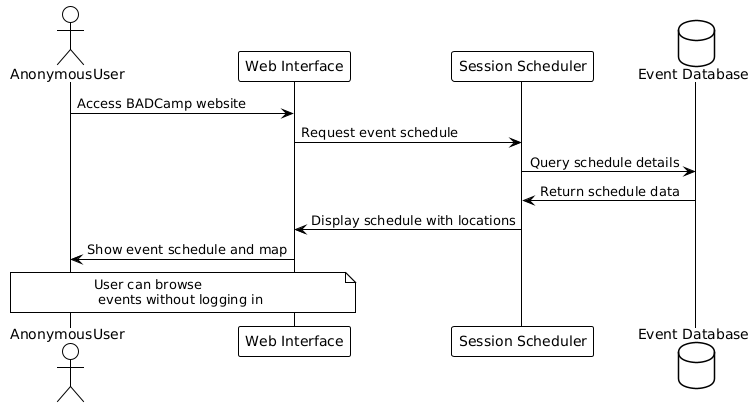 AnonymousUser
Web Interface
Session Scheduler
Event Database
Access BADCamp website
Request event schedule
Query schedule details
Return schedule data
Display schedule with locations
Show event schedule and map
User can browse
events without logging in
AnonymousUser
Web Interface
Session Scheduler
Event Database